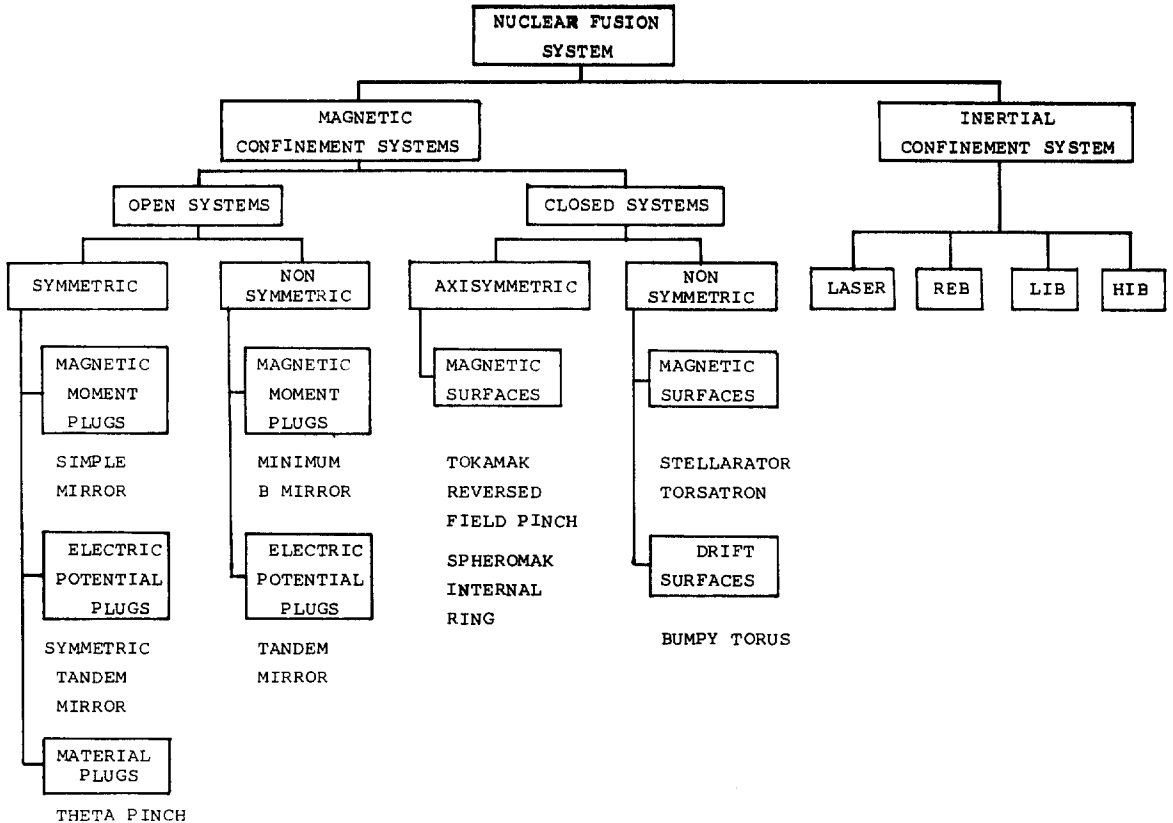 NUCLEAR FUSION
SYSTEM
MAGNETIC
CONFINEMENT SYSTEMS
INERTIAL
CONFINEMENT SYSTEM
OPEN SYSTEMS
CLOSED SYSTEMS
SYMMETRIC
NON
SYMMETRIC
AXISYMMETRIC
NON
SYMMETRIC
LASER
REB
LIB
HIB
MAGNETIC
MOMENT
PLUGS
SIMPLE
MIRROR
ELECTRIC
POTENTIAL
PLUGS
SYMMETRIC
TANDEM
MIRROR
MATERIAL
PLUGS
THETA PINCH
MAGNETIC
MOMENT
PLUGS
MINIMUM
B MIRROR
ELECTRIC
POTENTIAL
PLUGS
TANDEM
MIRROR
MAGNETIC
SURFACES
TOKAMAK
REVERSED
FIELD PINCH
SPHEROMAK
INTERNAL
RING
MAGNETIC
SURFACES
STELLARATOR
TORSATRON
DRIFT
SURFACES
BUMPY TORUS